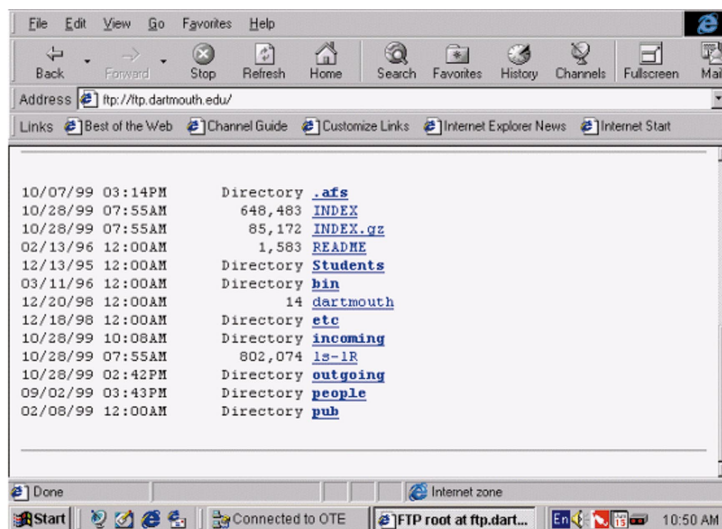 File Edit View Go Favorites Help
Back Forward Stop Refresh Home Search Favorites History Channels Fullscreen Mail
Address ftp://ftp.dartmouth.edu/
Links Best of the Web Channel Guide Customize Links Internet Explorer News Internet Start
10/07/99 03:14PM Directory .afs
10/28/99 07:55AM 648,483 INDEX
10/28/99 07:55AM 85,172 INDEX.gz
02/13/96 12:00AM 1,583 README
12/13/95 12:00AM Directory Students
03/11/96 12:00AM Directory bin
12/20/98 12:00AM 14 dartmouth
12/18/98 12:00AM Directory etc
10/28/99 10:08AM Directory incoming
10/28/99 07:55AM 802,074 ls-lR
10/28/99 02:42PM Directory outgoing
09/02/99 03:43PM Directory people
02/08/99 12:00AM Directory pub
Done Internet zone
Start Connected to OTE FTP root at ftp.dart... En 15 10:50 AM